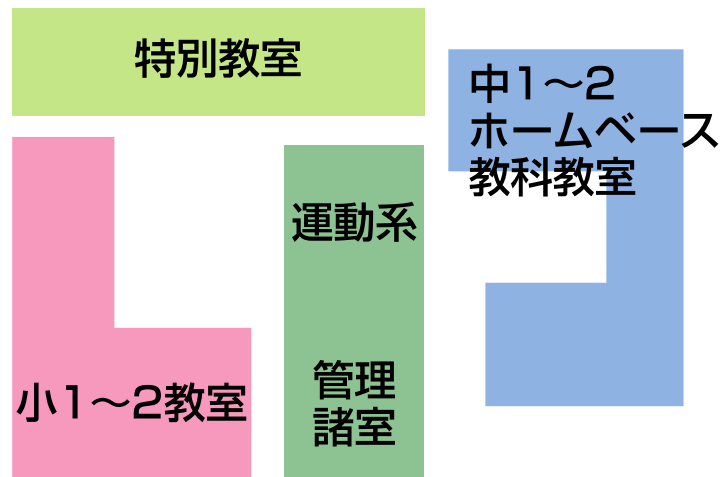 特別教室
中1～2
ホームベース
教科教室
運動系
管理
諸室
小1～2教室